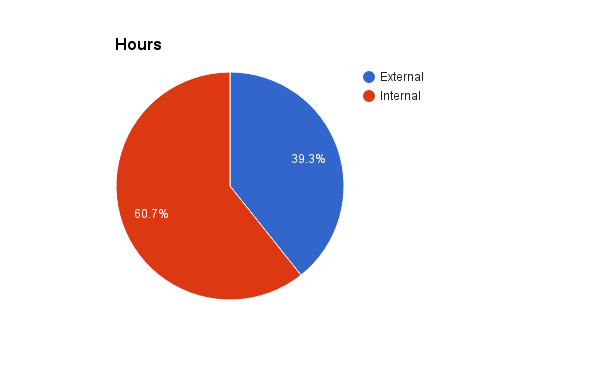 Hours
External
Internal
39.3%
60.7%